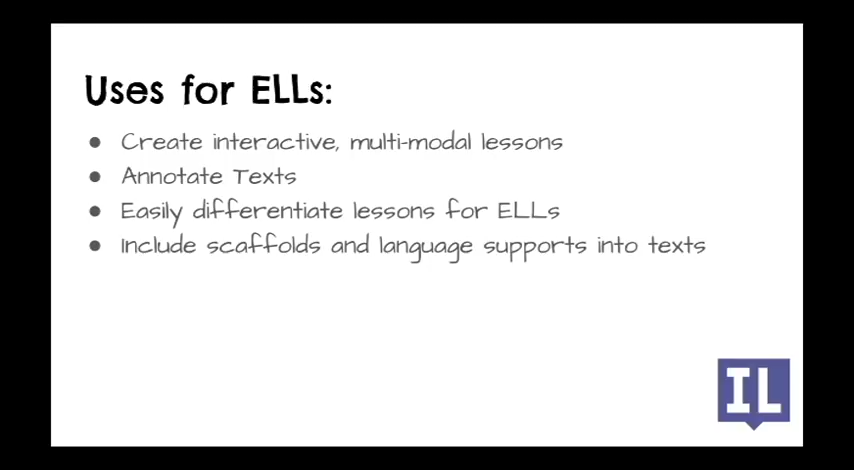 Uses for ELLs:
● Create interactive, multi-modal lessons
● Annotate Texts
● Easily differentiate lessons for ELLs
● Include scaffolds and language supports into texts
IL